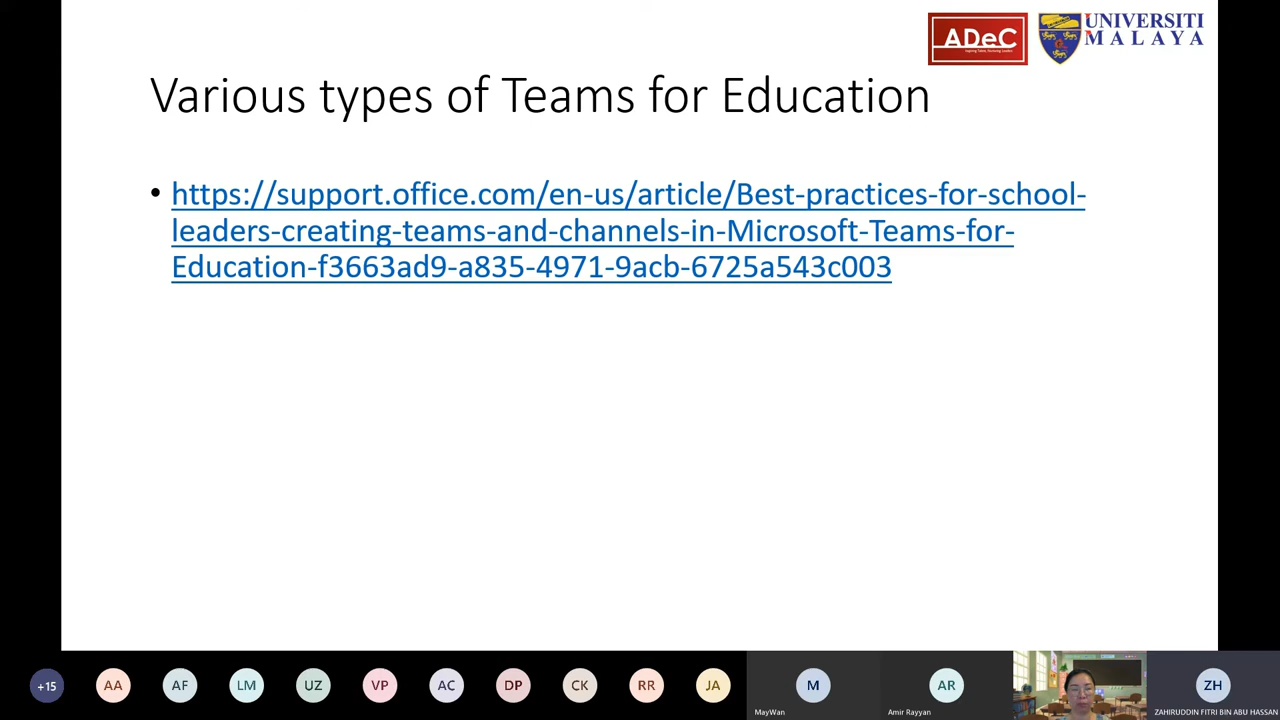 ADeC
UNIVERSITI
MALAYA
Various types of Teams for Education
• https://support.office.com/en-us/article/Best-practices-for-school-
leaders-creating-teams-and-channels-in-Microsoft-Teams-for-
Education-f3663ad9-a835-4971-9acb-6725a543c003
+15
AA
AF
LM
UZ
VP
AC
DP
CK
RR
JA
M
MayWan
AR
Amir Rayyan
ZH
ZAHIRUDDIN FITRI BIN ABU HASSAN